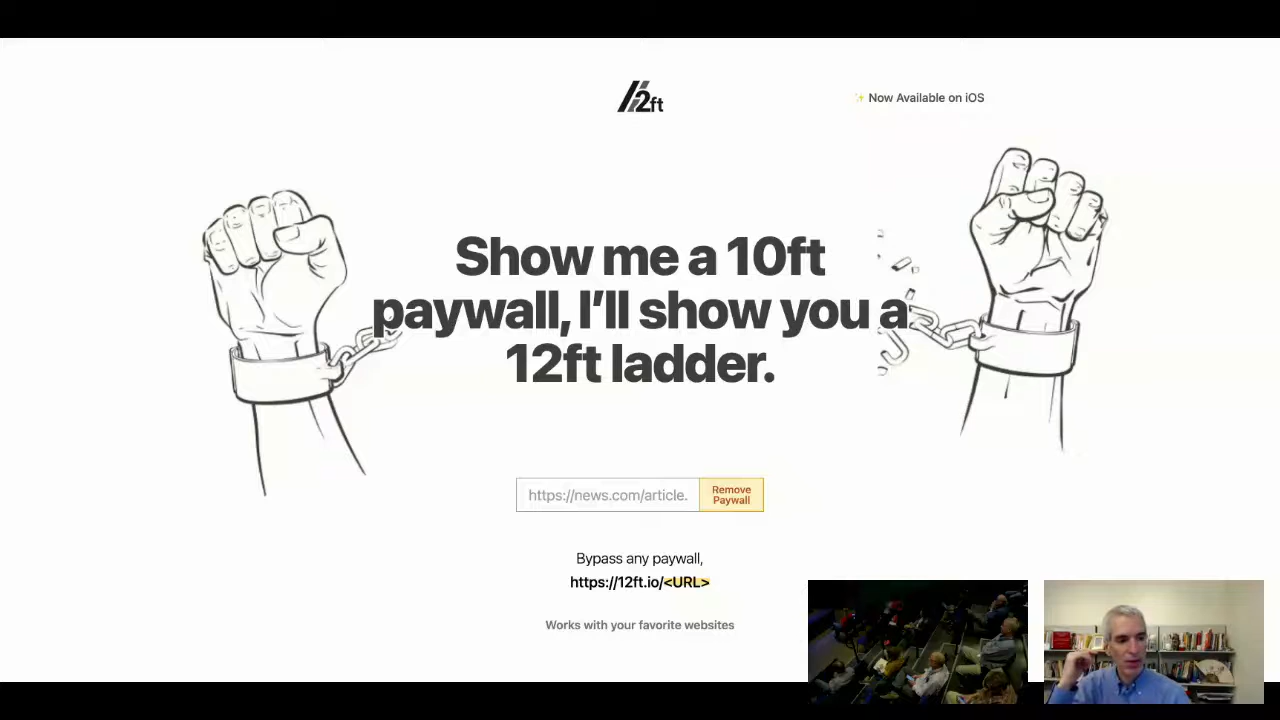 12ft
✨ Now Available on iOS
Show me a 10ft
paywall, I’ll show you a
12ft ladder.
https://news.com/article.
Remove
Paywall
Bypass any paywall,
https://12ft.io/<URL>
Works with your favorite websites